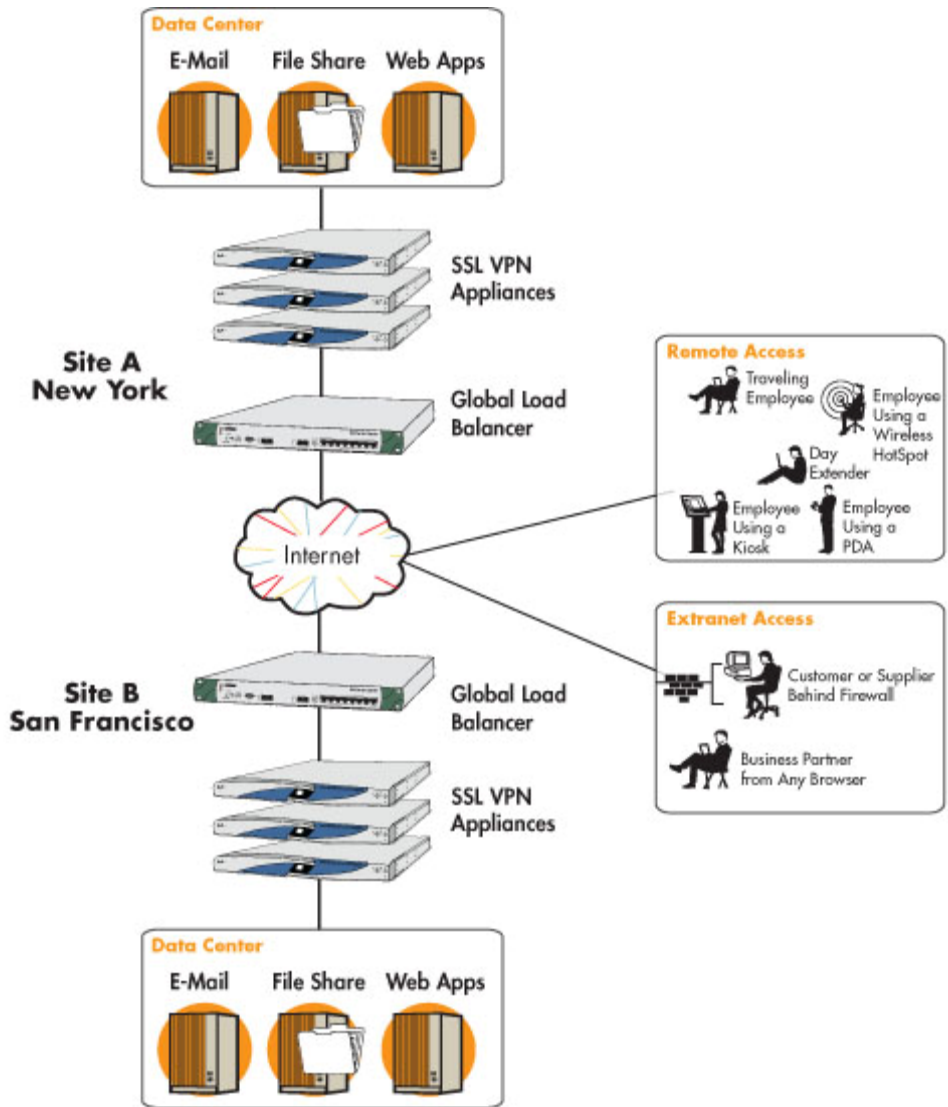 Data Center
E-Mail
File Share
Web Apps
SSL VPN
Appliances
Site A
New York
Global Load
Balancer
Internet
Remote Access
Traveling
Employee
Employee
Using a
Wireless
HotSpot
Day
Extender
Employee
Using a
Kiosk
Employee
Using a
PDA
Extranet Access
Customer or Supplier
Behind Firewall
Business Partner
from Any Browser
Site B
San Francisco
Global Load
Balancer
SSL VPN
Appliances
Data Center
E-Mail
File Share
Web Apps